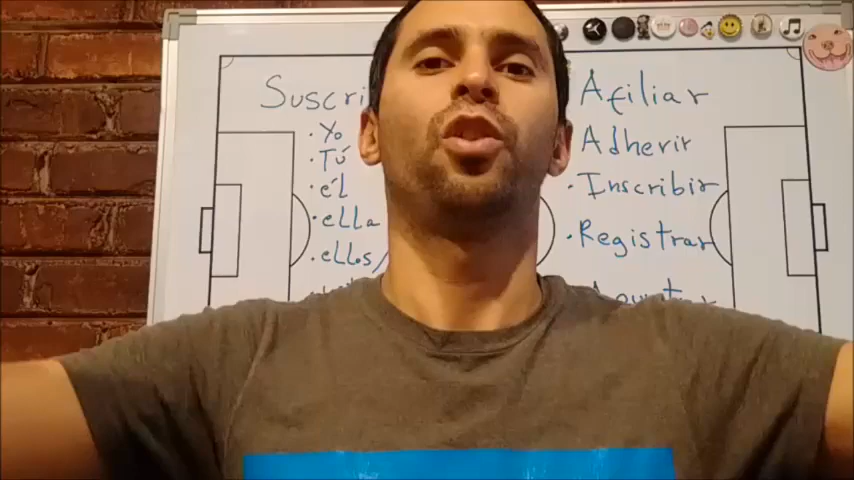 Suscri
· Yo
· Tú
· él
· ella
· ellos/
Afiliar
Adherir
· Inscribir
· Registrar